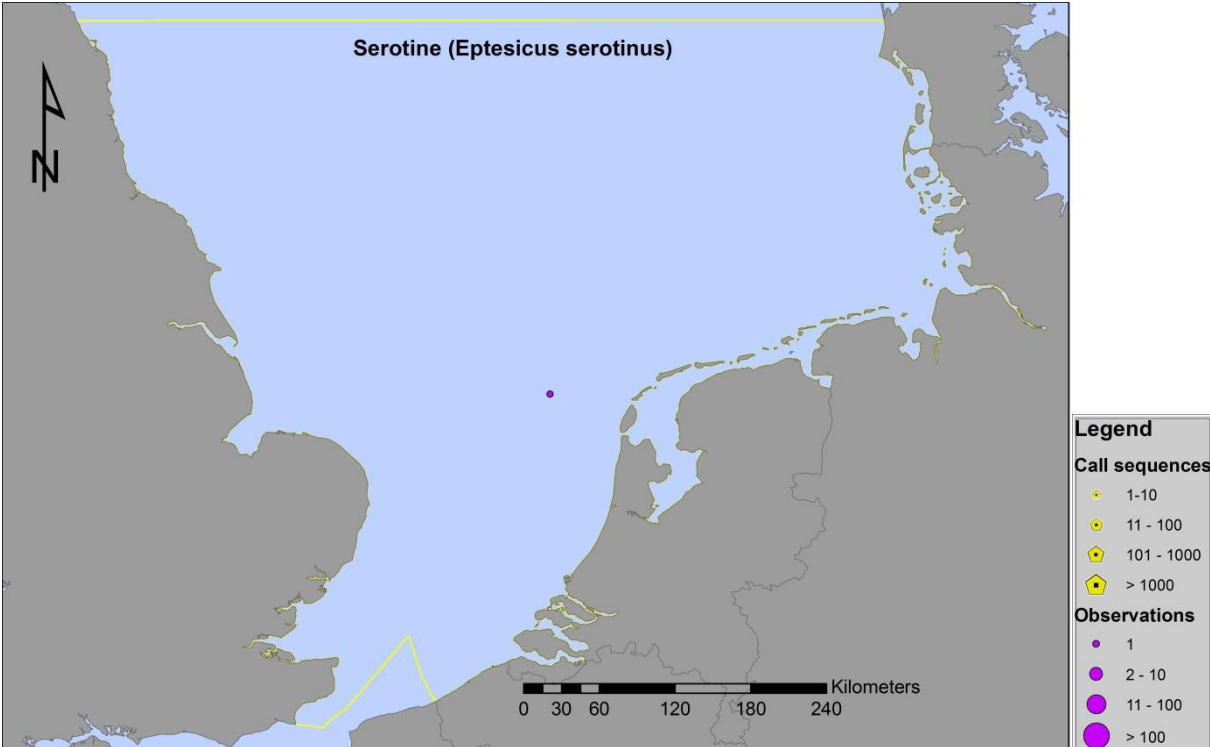 Serotine (Eptesicus serotinus)
N
Kilometers
0 30 60 120 180 240
Legend
Call sequences
1-10
11 - 100
101 - 1000
> 1000
Observations
1
2 - 10
11 - 100
> 100